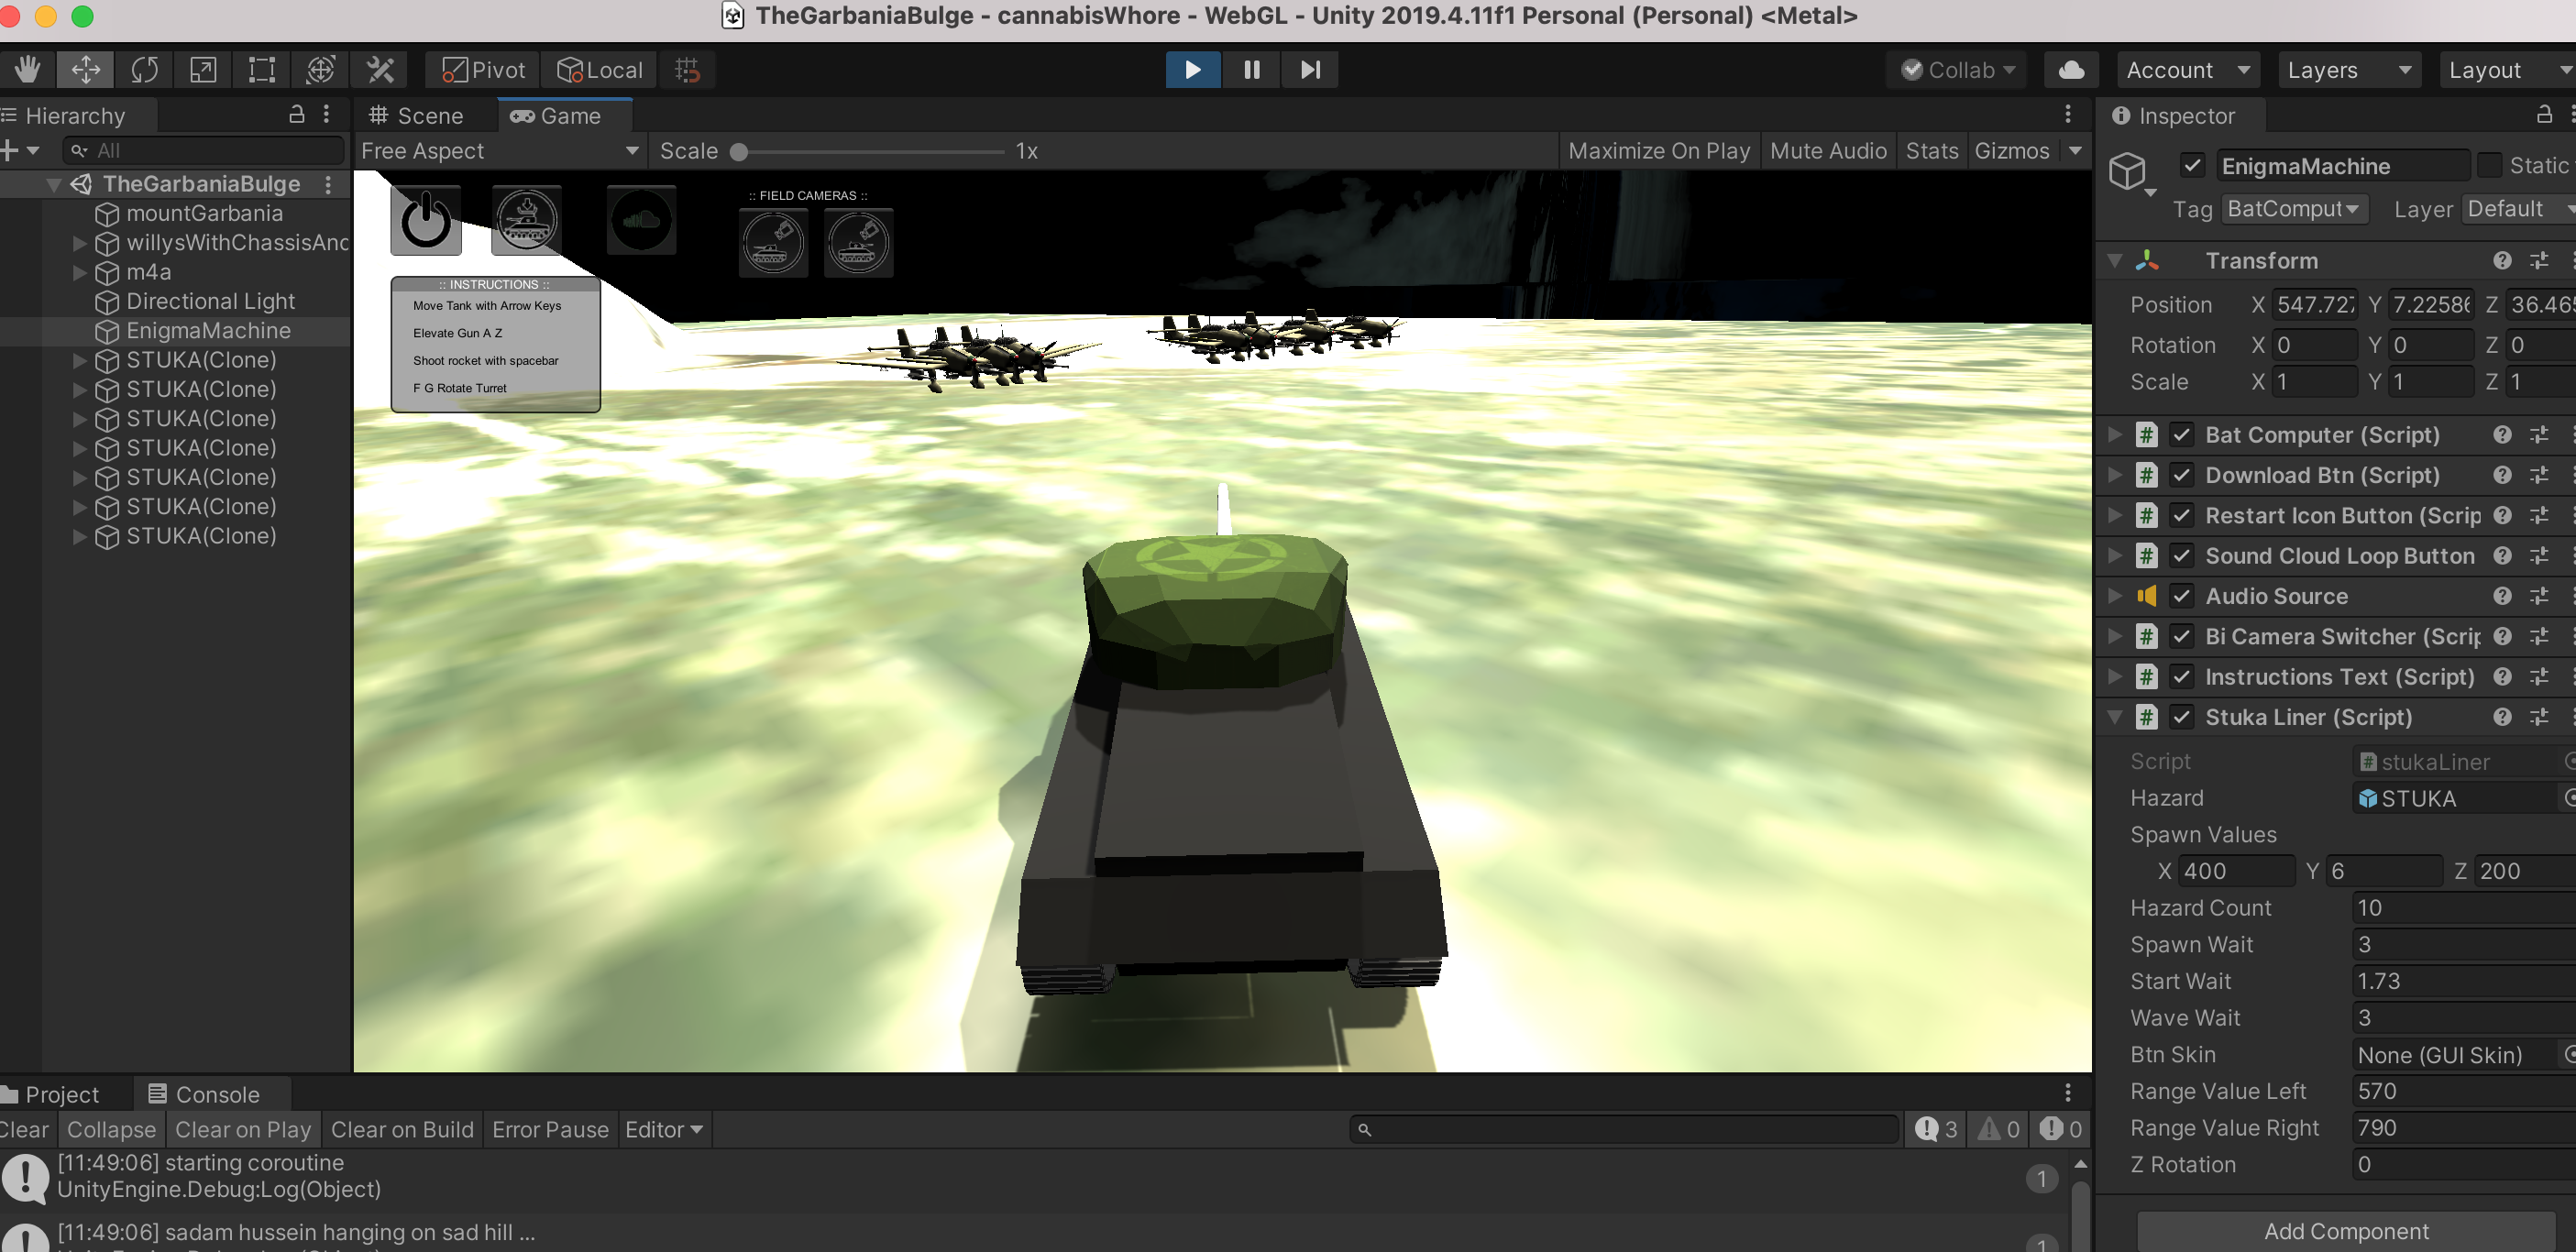 TheGarbaniaBulge - cannabisWhore - WebGL - Unity 2019.4.11f1 Personal (Personal) <Metal>
Pivot Local Collab Account Layers Layout
Hierarchy
All
TheGarbaniaBulge
mountGarbania
willysWithChassisAnc
m4a
Directional Light
EnigmaMachine
STUKA(Clone)
STUKA(Clone)
STUKA(Clone)
STUKA(Clone)
STUKA(Clone)
STUKA(Clone)
STUKA(Clone)
Scene Game
Free Aspect Scale 1x Maximize On Play Mute Audio Stats Gizmos
:: FIELD CAMERAS ::
:: INSTRUCTIONS ::
Move Tank with Arrow Keys
Elevate Gun A Z
Shoot rocket with spacebar
F G Rotate Turret
Project Console
Clear Collapse Clear on Play Clear on Build Error Pause Editor 3 0 0
[11:49:06] starting coroutine 1
UnityEngine.Debug:Log(Object)
[11:49:06] sadam hussein hanging on sad hill ... 1
Inspector
EnigmaMachine Static
Tag BatComput Layer Default
Transform
Position X 547.727 Y 7.22586 Z 36.465
Rotation X 0 Y 0 Z 0
Scale X 1 Y 1 Z 1
# Bat Computer (Script)
# Download Btn (Script)
# Restart Icon Button (Scrip
# Sound Cloud Loop Button
Audio Source
# Bi Camera Switcher (Scrip
# Instructions Text (Script)
# Stuka Liner (Script)
Script # stukaLiner
Hazard STUKA
Spawn Values
X 400 Y 6 Z 200
Hazard Count 10
Spawn Wait 3
Start Wait 1.73
Wave Wait 3
Btn Skin None (GUI Skin)
Range Value Left 570
Range Value Right 790
Z Rotation 0
Add Component